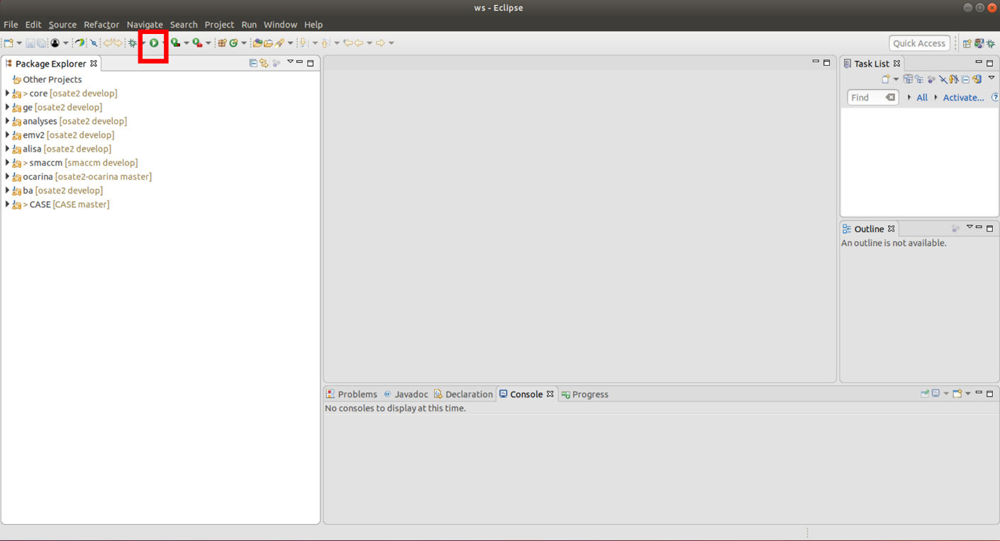 ws - Eclipse
File Edit Source Refactor Navigate Search Project Run Window Help
Quick Access
Package Explorer
Other Projects
> core [osate2 develop]
ge [osate2 develop]
analyses [osate2 develop]
emv2 [osate2 develop]
alisa [osate2 develop]
> smaccm [smaccm develop]
ocarina [osate2-ocarina master]
ba [osate2 develop]
> CASE [CASE master]
Task List
Find All Activate...
Outline
An outline is not available.
Problems @ Javadoc Declaration Console Progress
No consoles to display at this time.